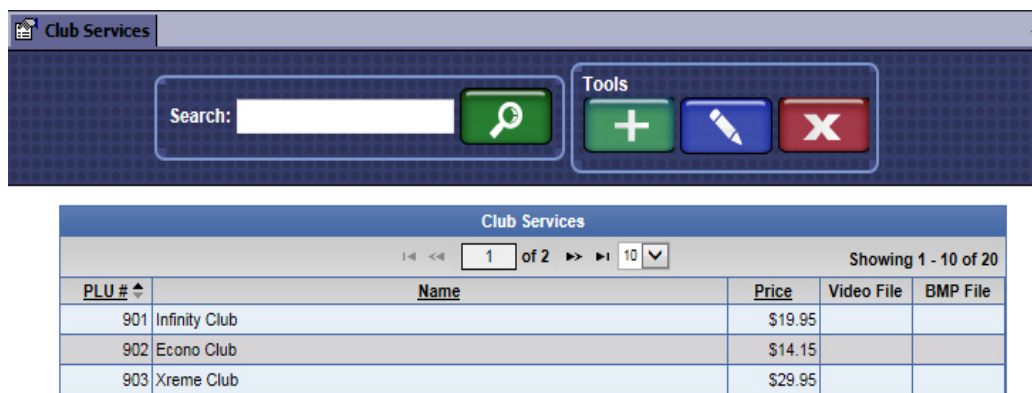 Club Services
Search:
Tools
Club Services
1 of 2 10 Showing 1 - 10 of 20
PLU # Name Price Video File BMP File
901 Infinity Club $19.95
902 Econo Club $14.15
903 Xreme Club $29.95